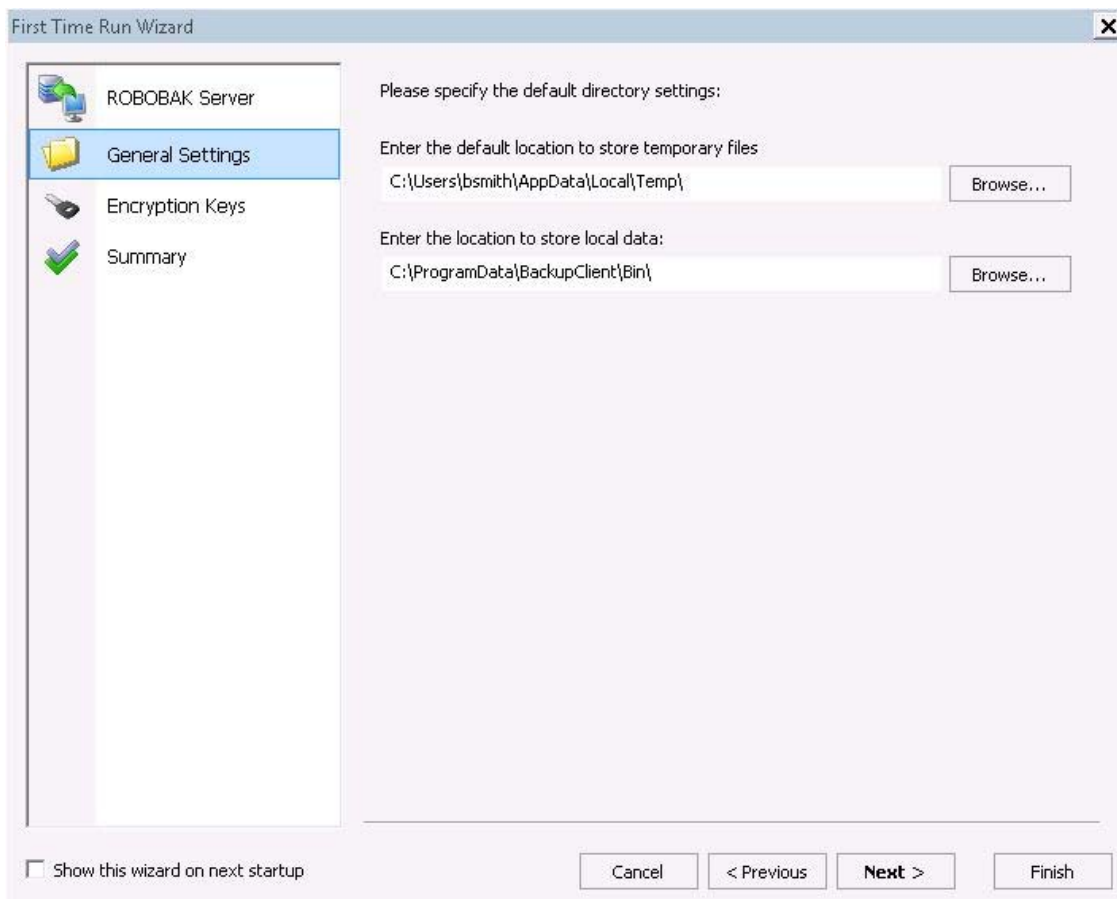 First Time Run Wizard
ROBOBAK Server
General Settings
Encryption Keys
Summary
Please specify the default directory settings:
Enter the default location to store temporary files
C:\Users\bsmith\AppData\Local\Temp\
Browse...
Enter the location to store local data:
C:\ProgramData\BackupClient\Bin\
Browse...
Show this wizard on next startup
Cancel
< Previous
Next >
Finish